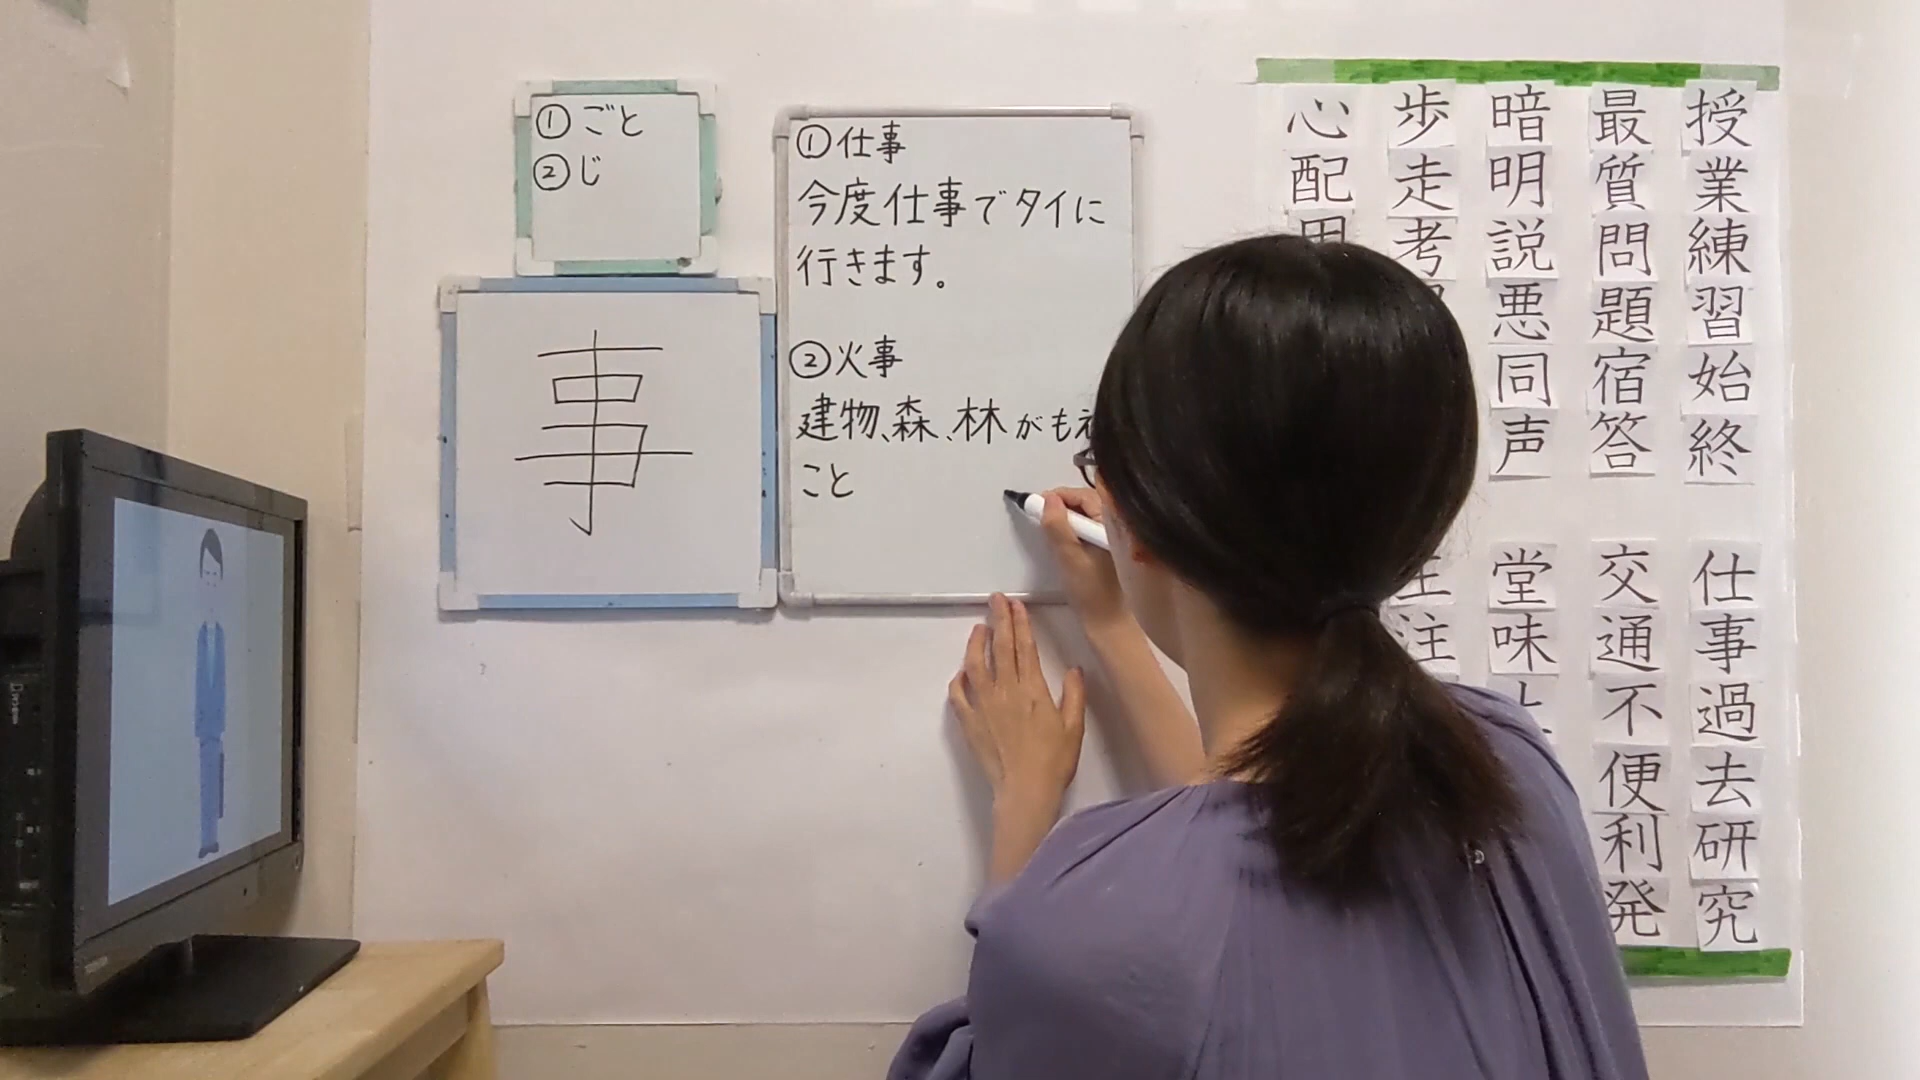 ① ごと
② じ
事
①仕事
今度仕事でタイに
行きます。
②火事
建物、森、林がもえ
こと
授業練習始終
最質問題宿答
暗明説悪同声
歩走考
心配
仕事過去研究
交通不便利発
堂味
注